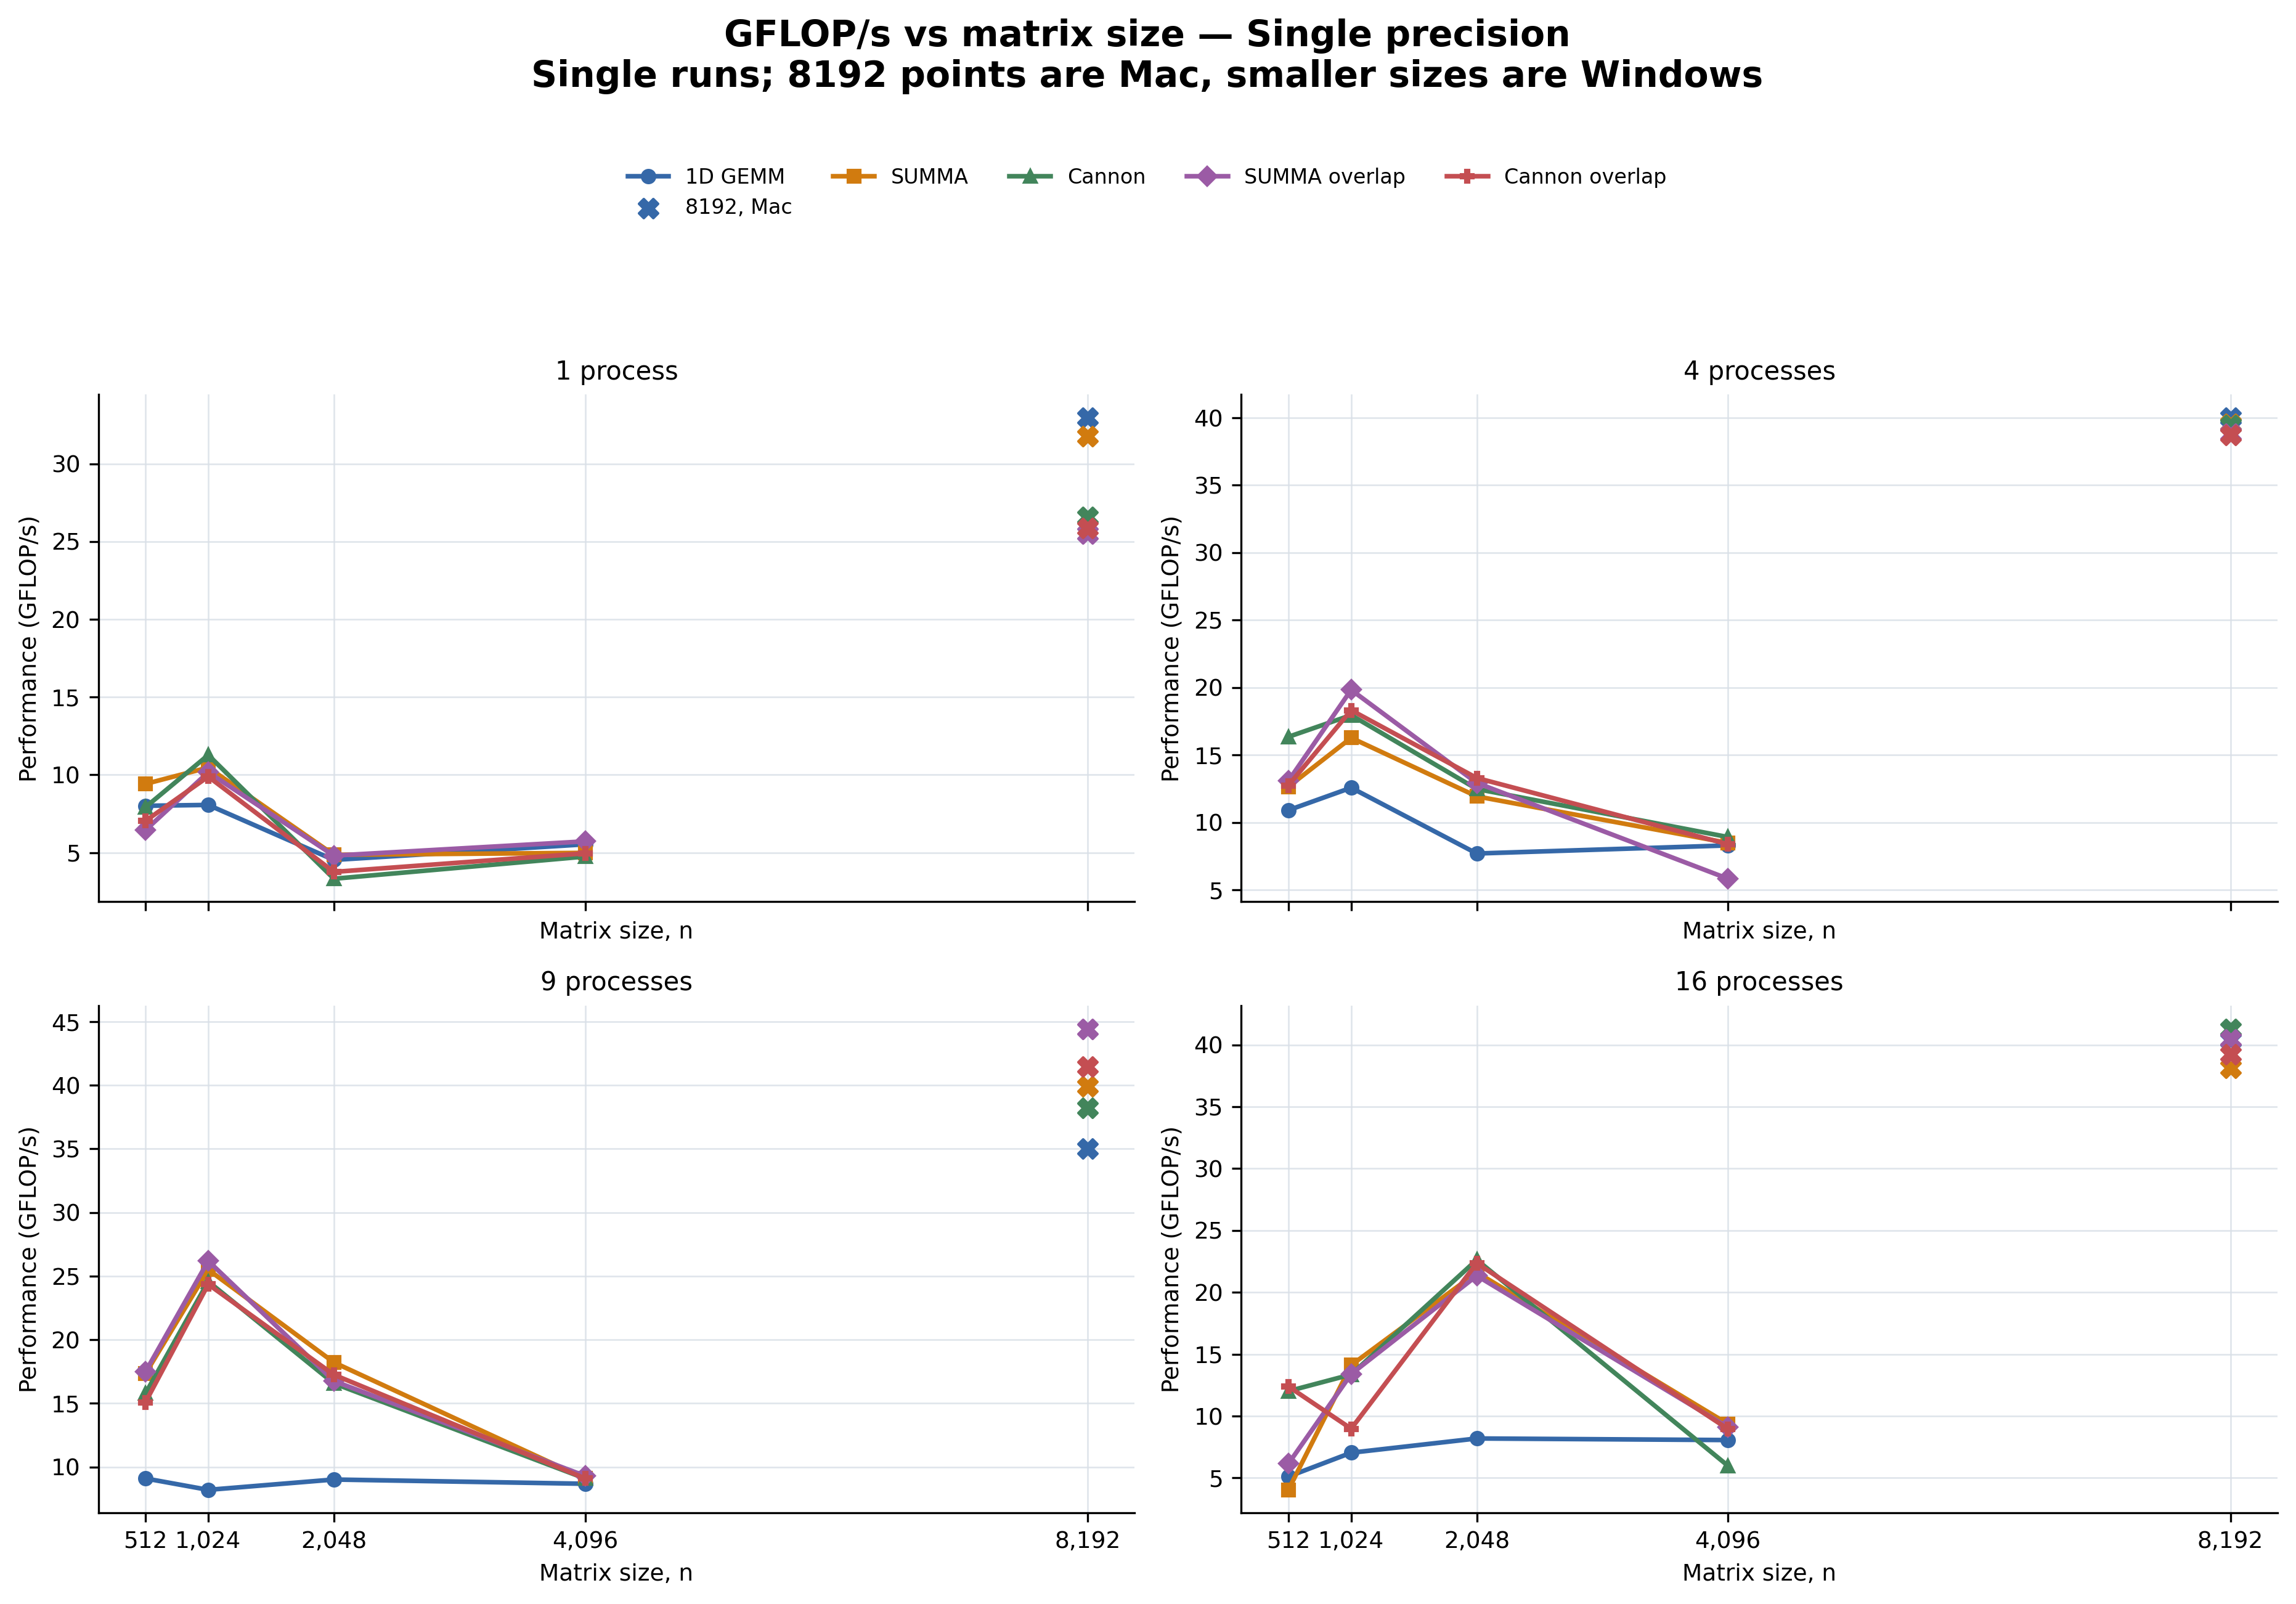 GFLOP/s vs matrix size — Single precision
Single runs; 8192 points are Mac, smaller sizes are Windows
1D GEMM SUMMA Cannon SUMMA overlap Cannon overlap
8192, Mac
1 process
Performance (GFLOP/s)
30
25
20
15
10
5
Matrix size, n
4 processes
Performance (GFLOP/s)
40
35
30
25
20
15
10
5
Matrix size, n
9 processes
Performance (GFLOP/s)
45
40
35
30
25
20
15
10
512 1,024 2,048 4,096 8,192
Matrix size, n
16 processes
Performance (GFLOP/s)
40
35
30
25
20
15
10
5
512 1,024 2,048 4,096 8,192
Matrix size, n